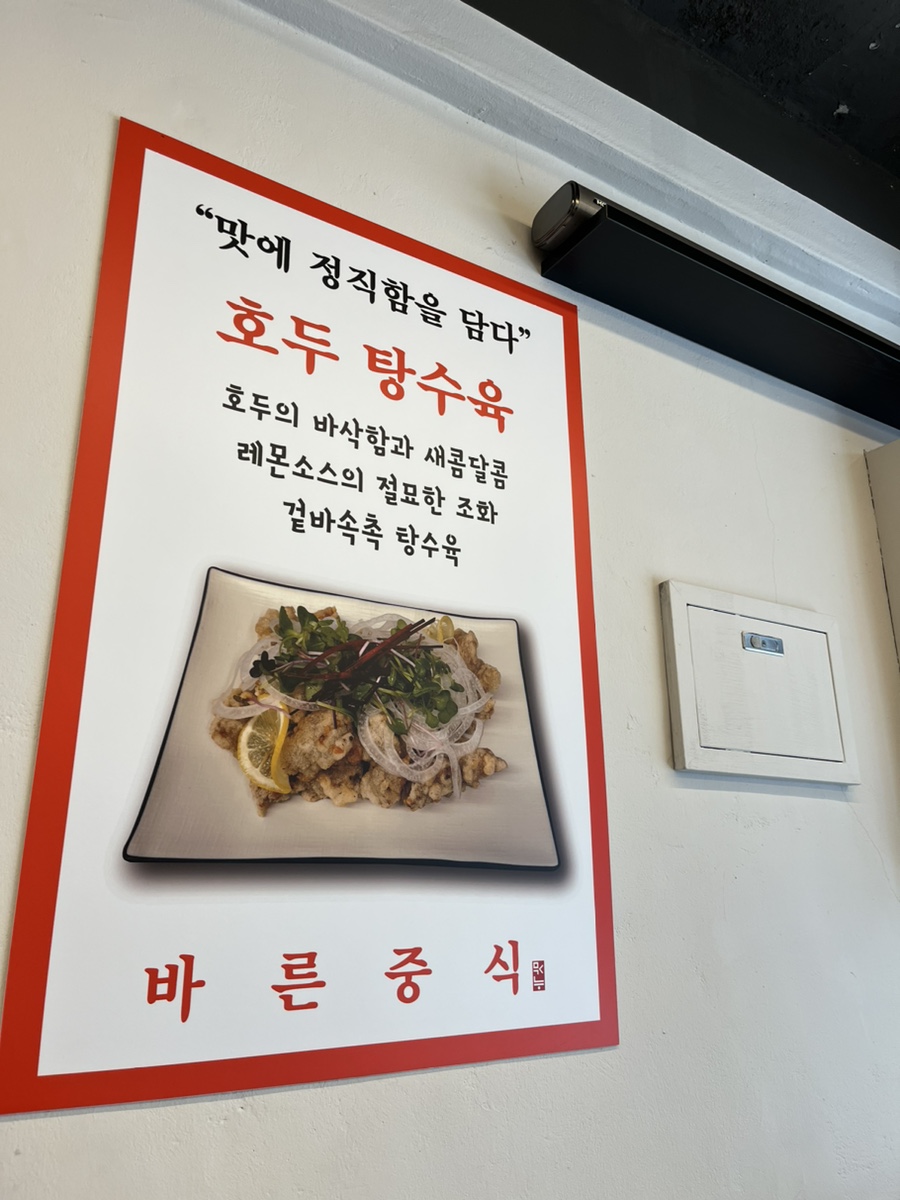 “맛에 정직함을 담다”
호두 탕수육
호두의 바삭함과 새콤달콤
레몬소스의 절묘한 조화
겉바속촉 탕수육
바른중식